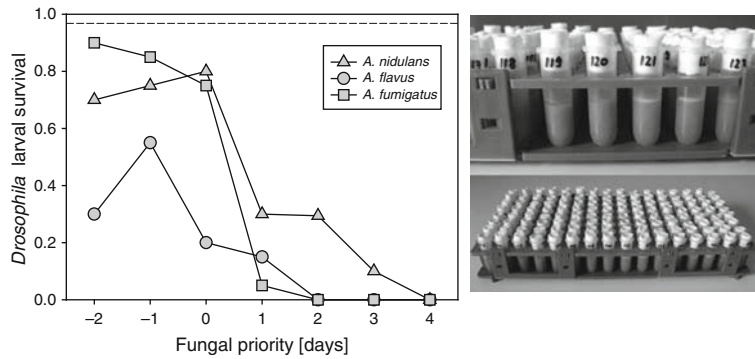 1.0
0.8
0.6
0.4
0.2
0.0
Drosophila larval survival
A. nidulans
A. flavus
A. fumigatus
–2 –1 0 1 2 3 4
Fungal priority [days]
118 119 120 121